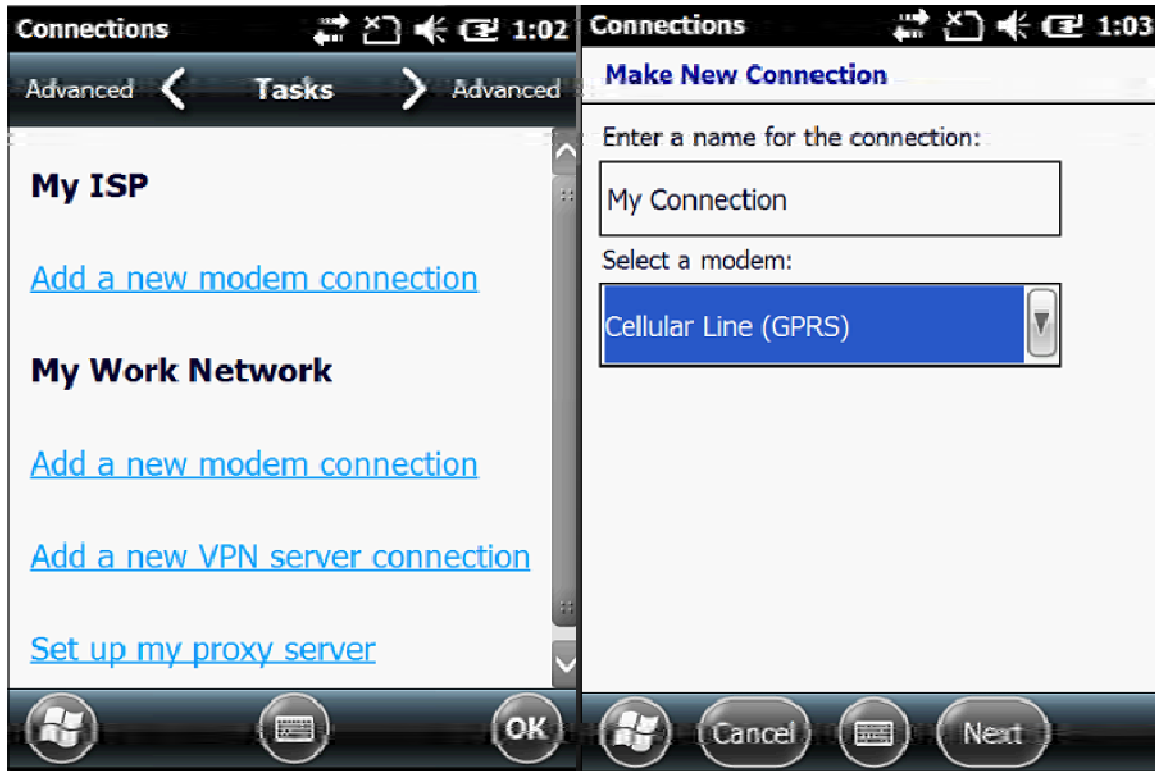 Connections 1:02
Advanced Tasks Advanced
My ISP
Add a new modem connection
My Work Network
Add a new modem connection
Add a new VPN server connection
Set up my proxy server
OK
Connections 1:03
Make New Connection
Enter a name for the connection:
My Connection
Select a modem:
Cellular Line (GPRS)
Cancel Next